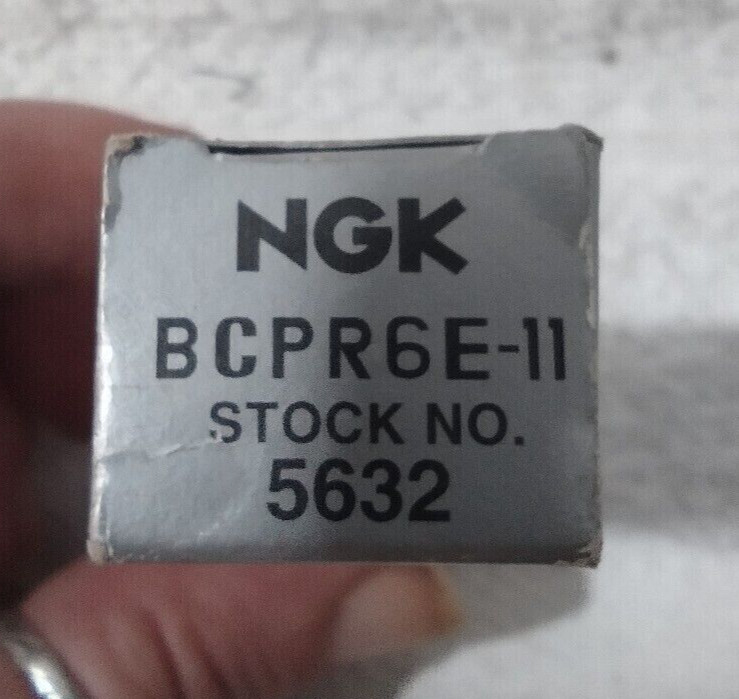 NGK
BCPR6E-11
STOCK NO.
5632